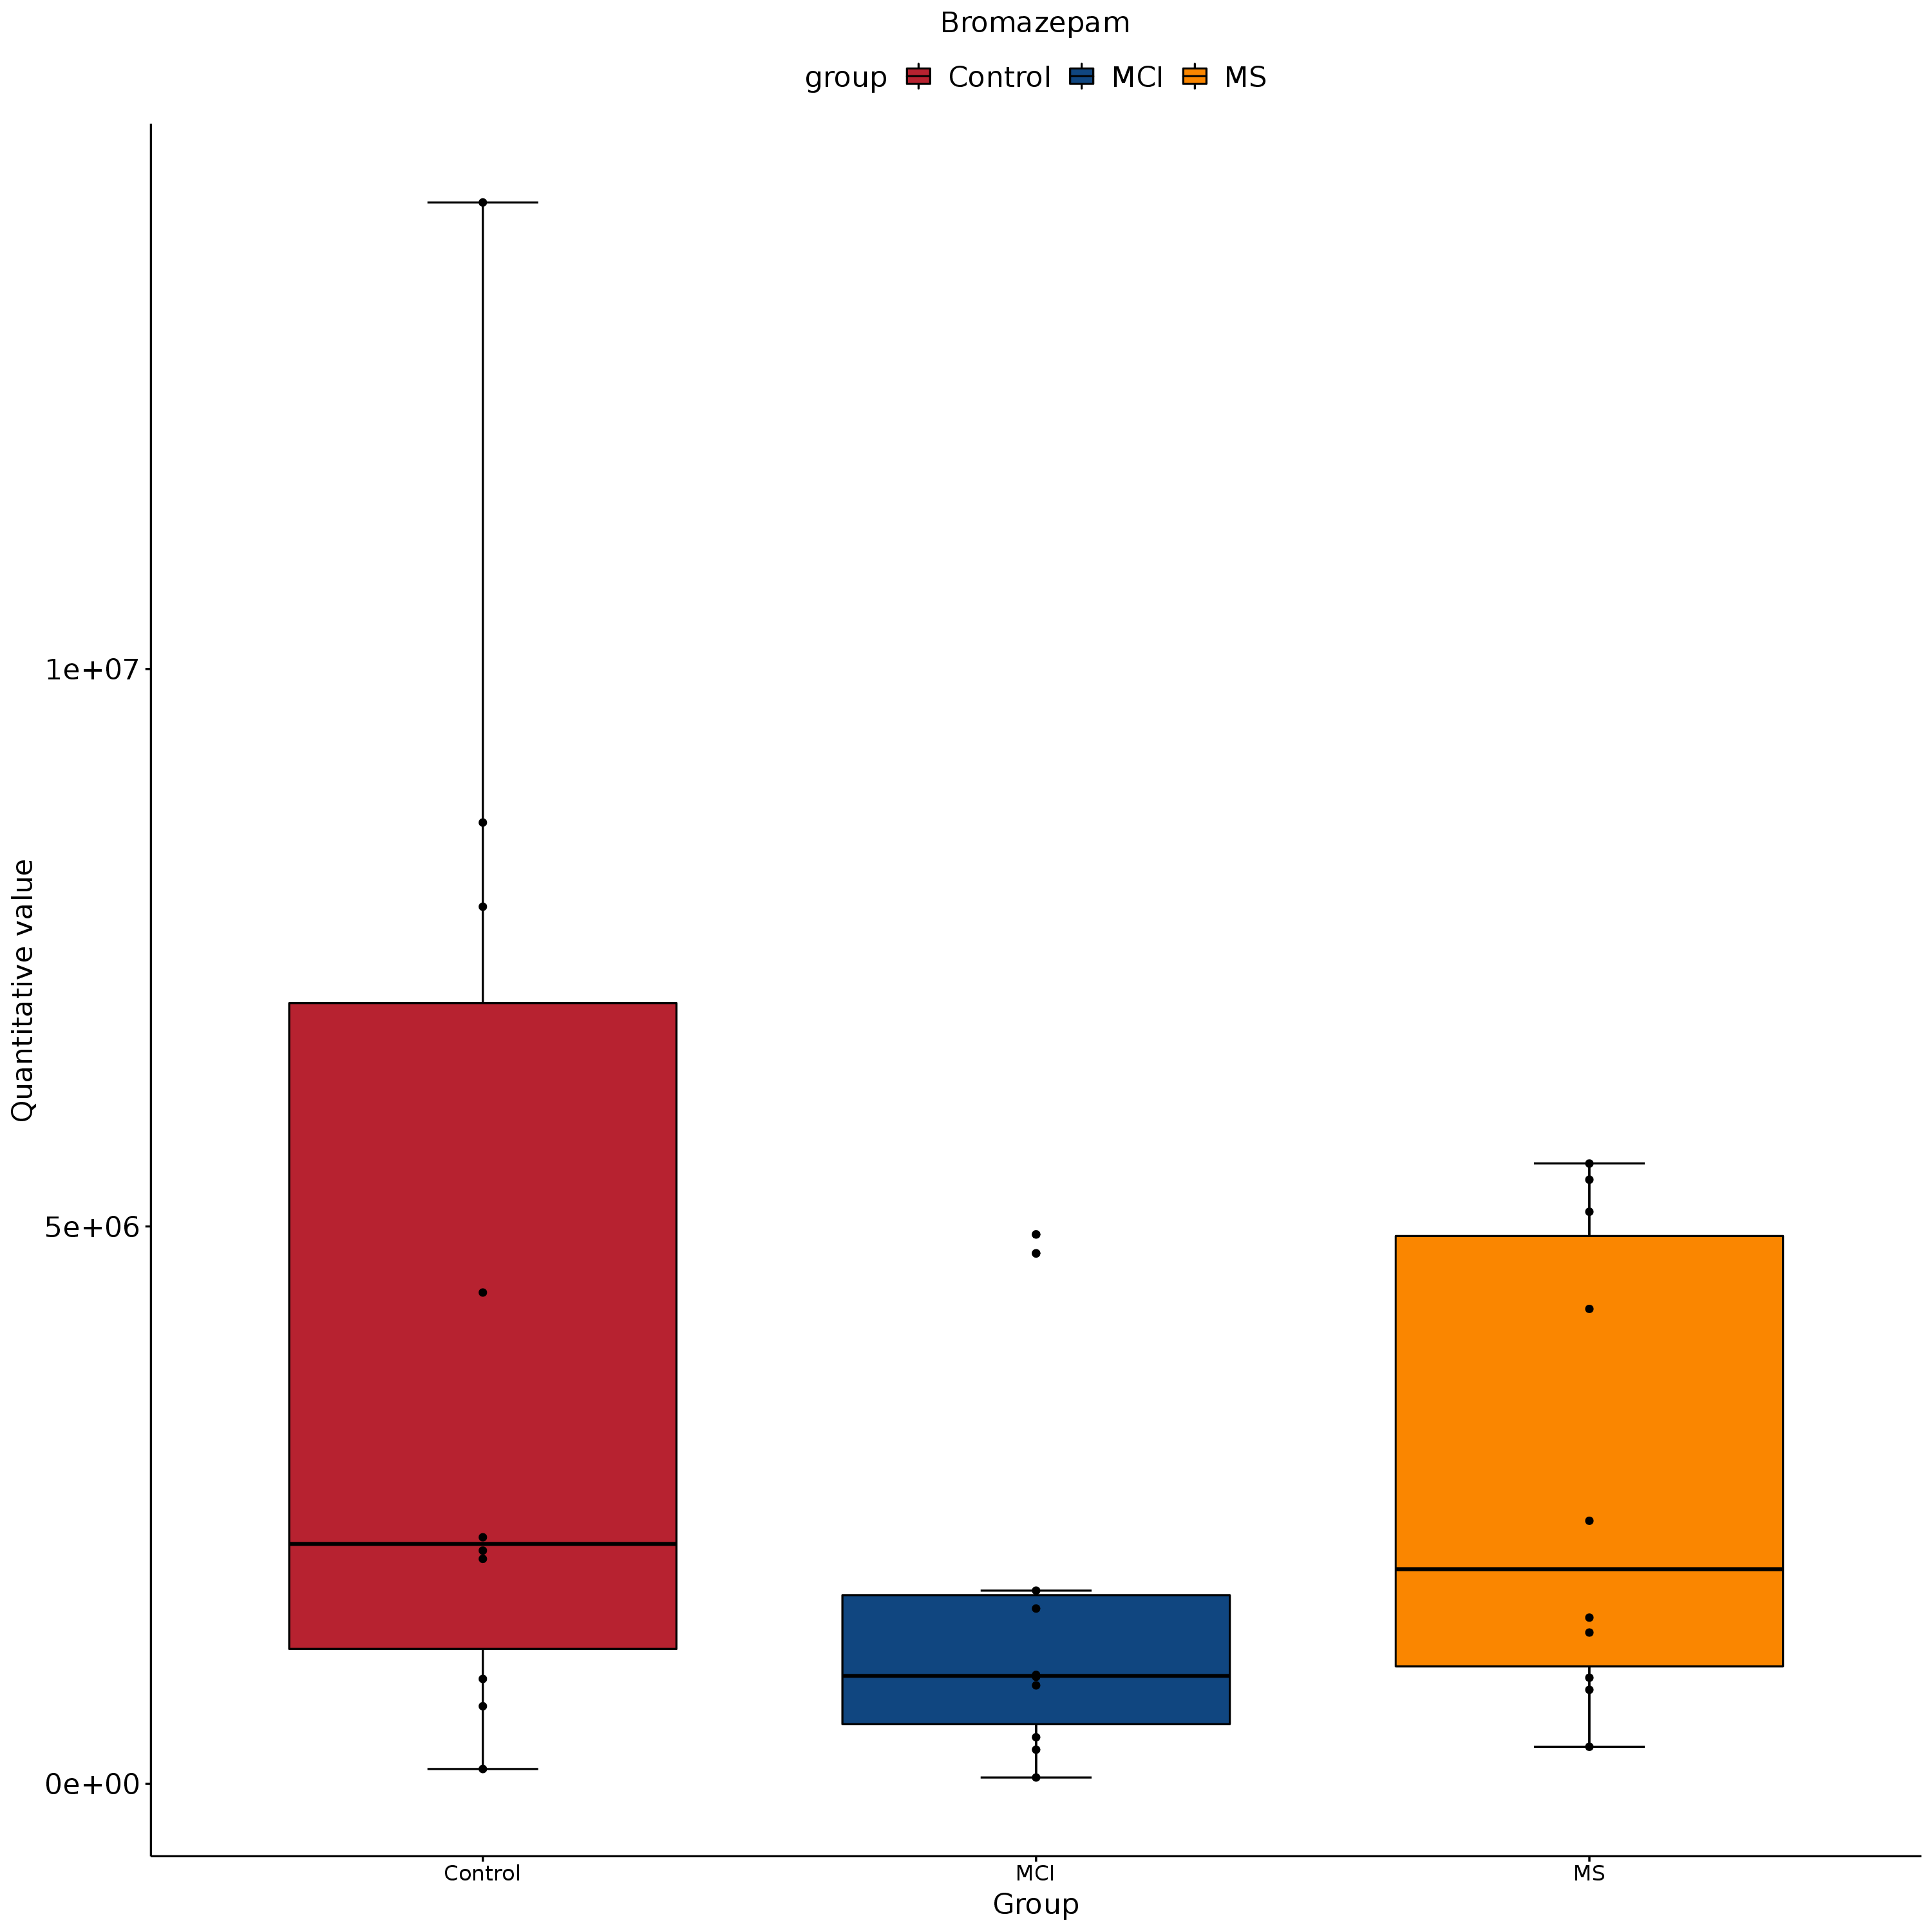 Bromazepam
group Control MCI MS
Quantitative value
1e+07
5e+06
0e+00
Control MCI MS
Group